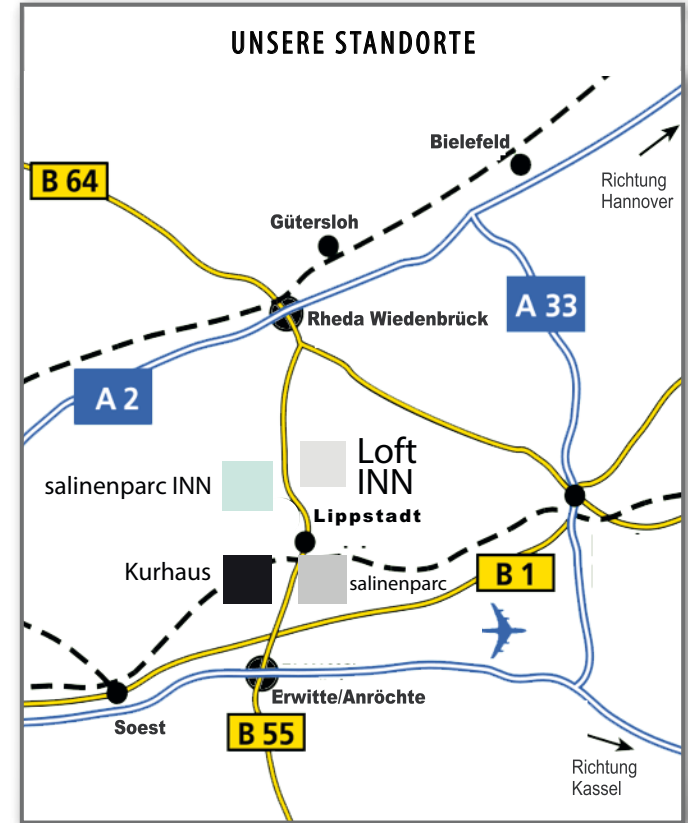 UNSERE STANDORTE
Bielefeld
B 64
Richtung
Hannover
Gütersloh
A 33
Rheda Wiedenbrück
A 2
Loft
INN
salinenparc INN
Lippstadt
Kurhaus
salinenparc
B 1
Erwitte/Anröchte
Soest
B 55
Richtung
Kassel